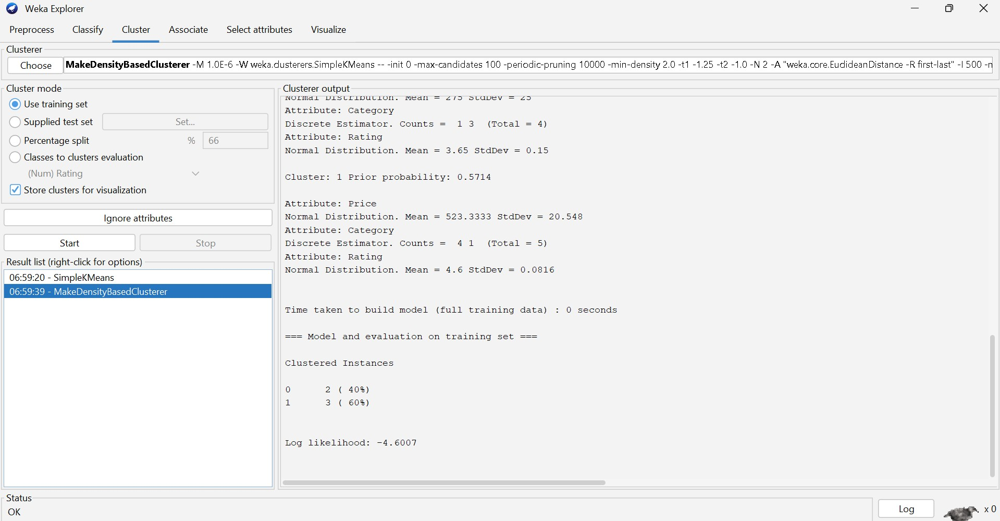 Weka Explorer
Preprocess Classify Cluster Associate Select attributes Visualize
Clusterer
Choose MakeDensityBasedClusterer -M 1.0E-6 -W weka.clusterers.SimpleKMeans -- -init 0 -max-candidates 100 -periodic-pruning 10000 -min-density 2.0 -t1 -1.25 -t2 -1.0 -N 2 -A "weka.core.EuclideanDistance -R first-last" -I 500 -n
Cluster mode
Use training set
Supplied test set Set...
Percentage split % 66
Classes to clusters evaluation
(Num) Rating
Store clusters for visualization
Ignore attributes
Start Stop
Result list (right-click for options)
06:59:20 - SimpleKMeans
06:59:39 - MakeDensityBasedClusterer
Clusterer output
Normal Distribution. Mean = 275 StdDev = 25
Attribute: Category
Discrete Estimator. Counts = 1 3 (Total = 4)
Attribute: Rating
Normal Distribution. Mean = 3.65 StdDev = 0.15
Cluster: 1 Prior probability: 0.5714
Attribute: Price
Normal Distribution. Mean = 523.3333 StdDev = 20.548
Attribute: Category
Discrete Estimator. Counts = 4 1 (Total = 5)
Attribute: Rating
Normal Distribution. Mean = 4.6 StdDev = 0.0816
Time taken to build model (full training data) : 0 seconds
=== Model and evaluation on training set ===
Clustered Instances
0 2 ( 40%)
1 3 ( 60%)
Log likelihood: -4.6007
Status
OK
Log x 0